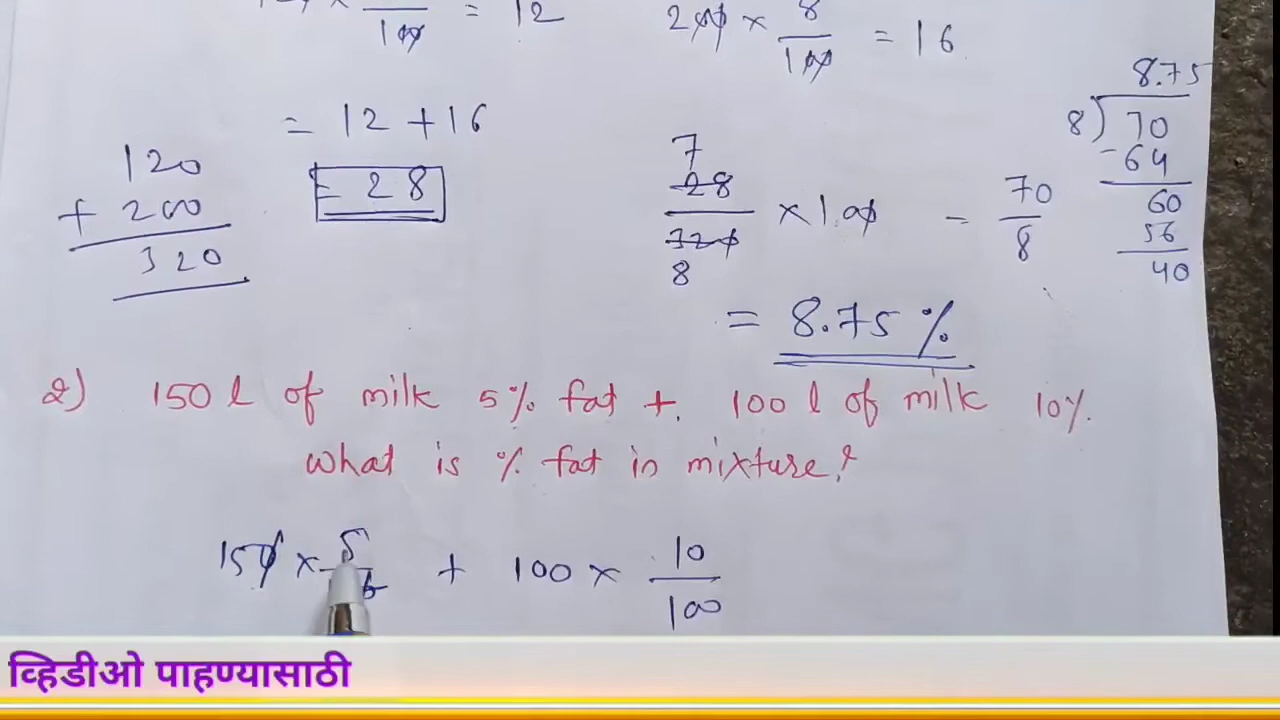 100 = 12
200 × 8/100 = 16
= 12 + 16
= 28
120
+ 200
320
7
28/320 × 100 = 70/8
8
= 8.75 %
8.75
8) 70
-64
60
56
40
2) 150 l of milk 5% fat + 100 l of milk 10%.
What is % fat in mixture?
150 × 5 + 100 × 10/100
व्हिडीओ पाहण्यासाठी